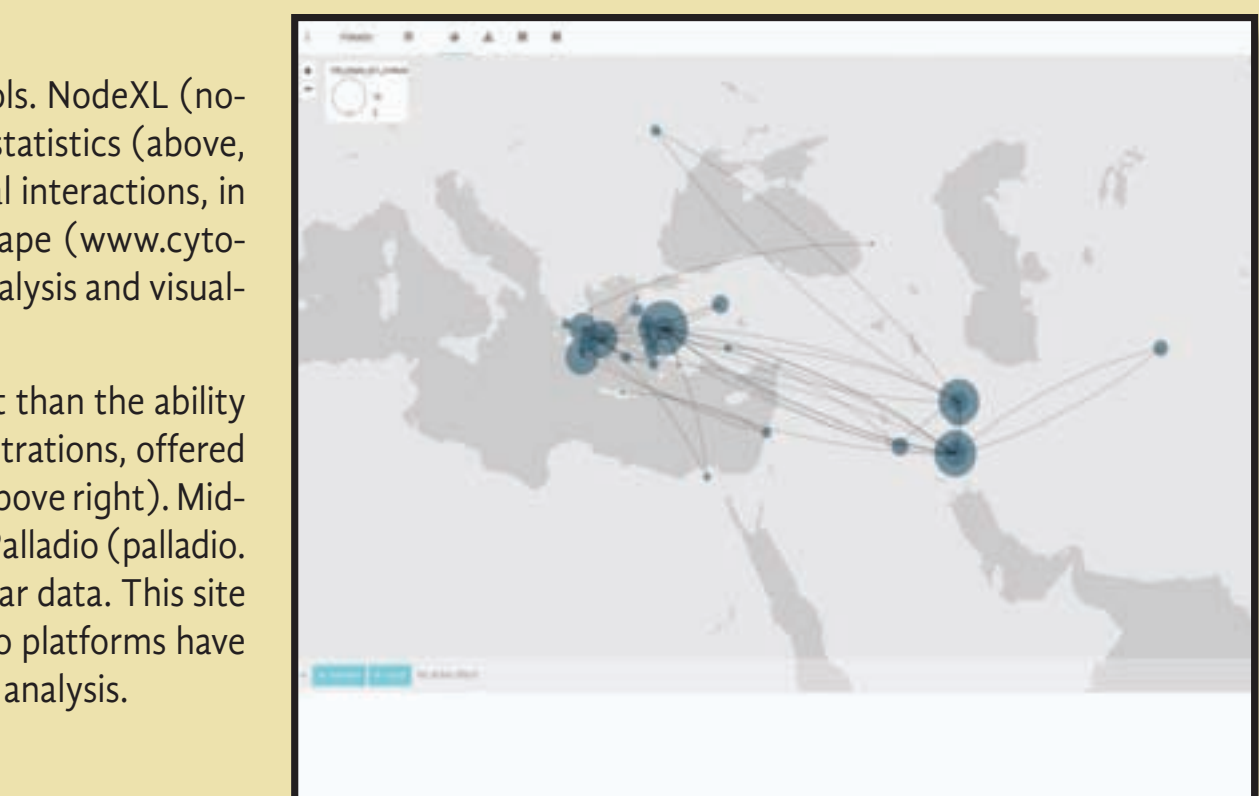 ols. NodeXL (no-
statistics (above,
al interactions, in
ape (www.cyto-
alysis and visual-
t than the ability
trations, offered
bove right). Mid-
Palladio (palladio.
ar data. This site
o platforms have
analysis.